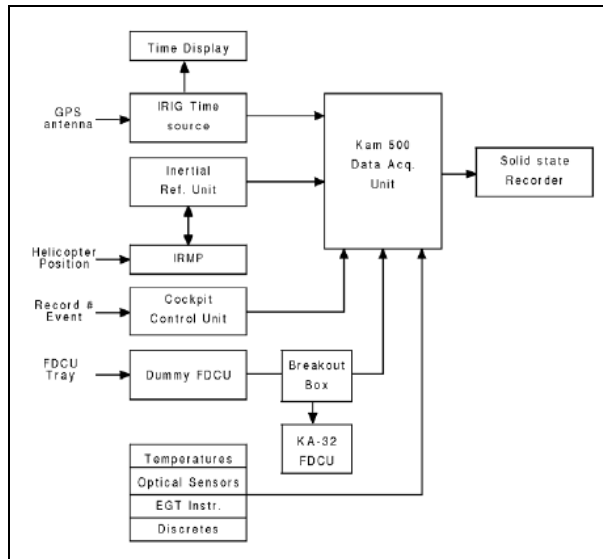 Time Display
GPS
antenna
IRIG Time
source
Kam 500
Data Acq.
Unit
Solid state
Recorder
Inertial
Ref. Unit
Helicopter
Position
IRMP
Record #
Event
Cockpit
Control Unit
FDCU
Tray
Dummy FDCU
Breakout
Box
KA-32
FDCU
Temperatures
Optical Sensors
EGT Instr.
Discretes